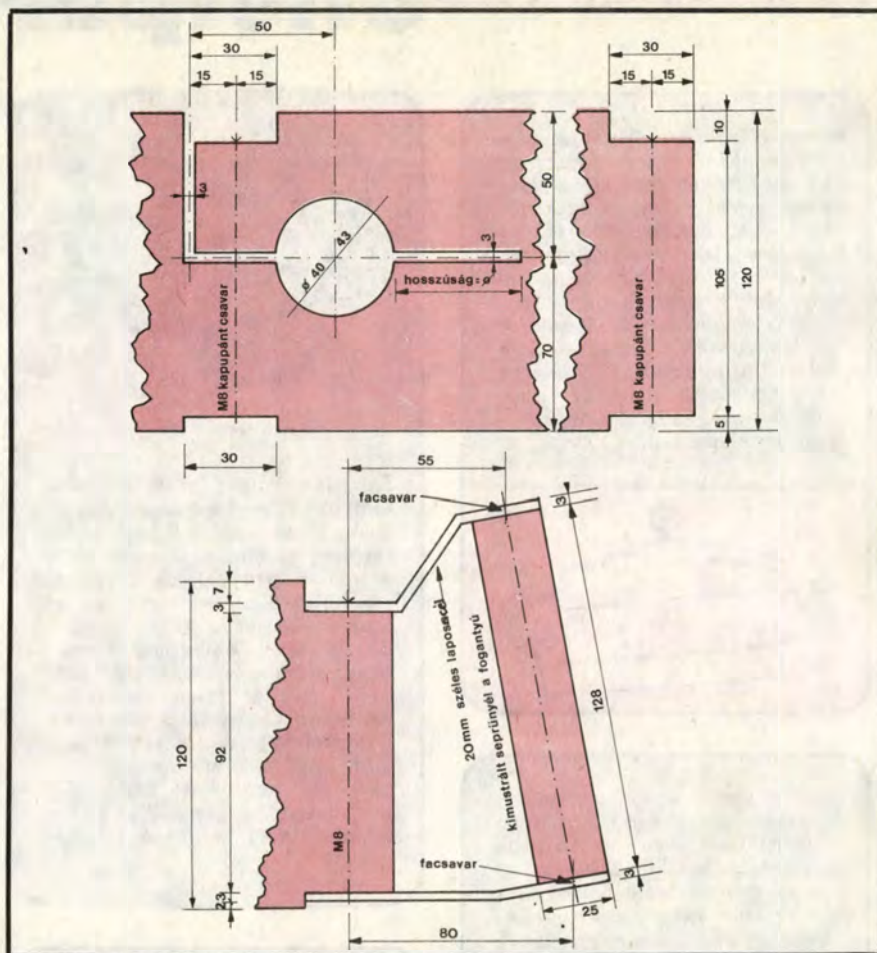 50
30
15 15
30
15 15
3
10
50
43
ø 40
3
hosszúság: ø
105
120
70
M8 kapupánt csavar
M8 kapupánt csavar
5
30
55
facsavar
3
7
3
20mm széles laposacél
kimustrált seprűnyél a fogantyú
128
120
92
M8
facsavar
3
2,3
25
80